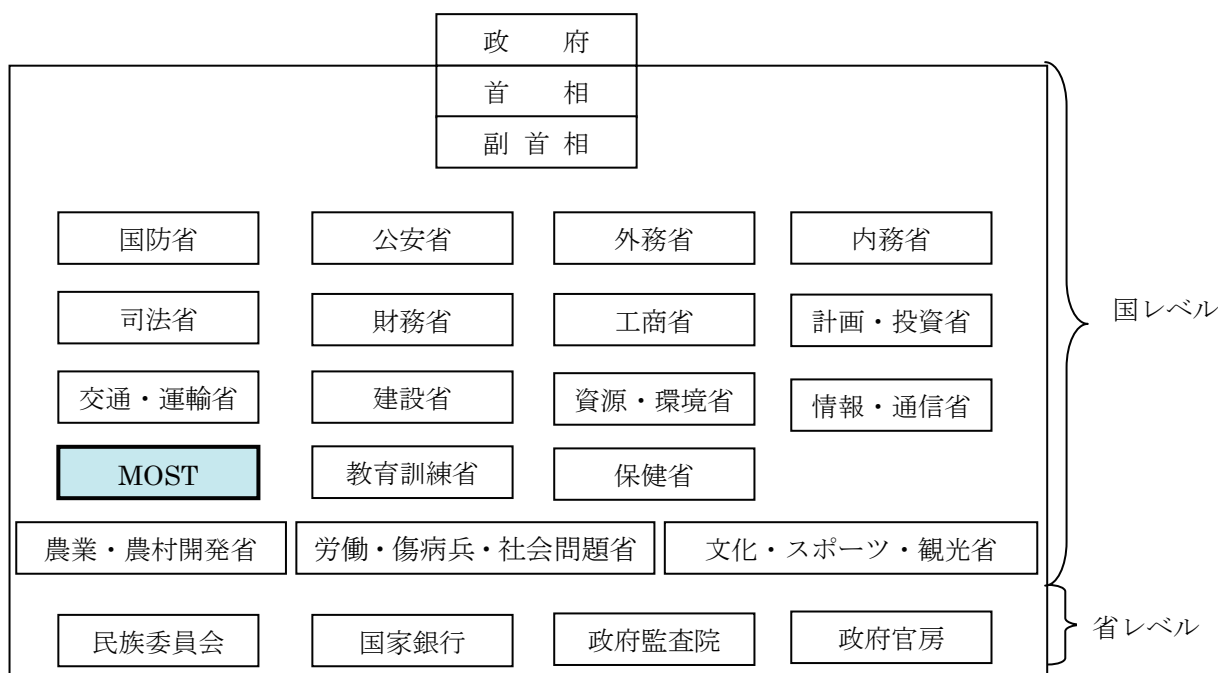 政 府
首 相
副 首 相
国防省
公安省
外務省
内務省
司法省
財務省
工商省
計画・投資省
国レベル
交通・運輸省
建設省
資源・環境省
情報・通信省
MOST
教育訓練省
保健省
農業・農村開発省
労働・傷病兵・社会問題省
文化・スポーツ・観光省
民族委員会
国家銀行
政府監査院
政府官房
省レベル